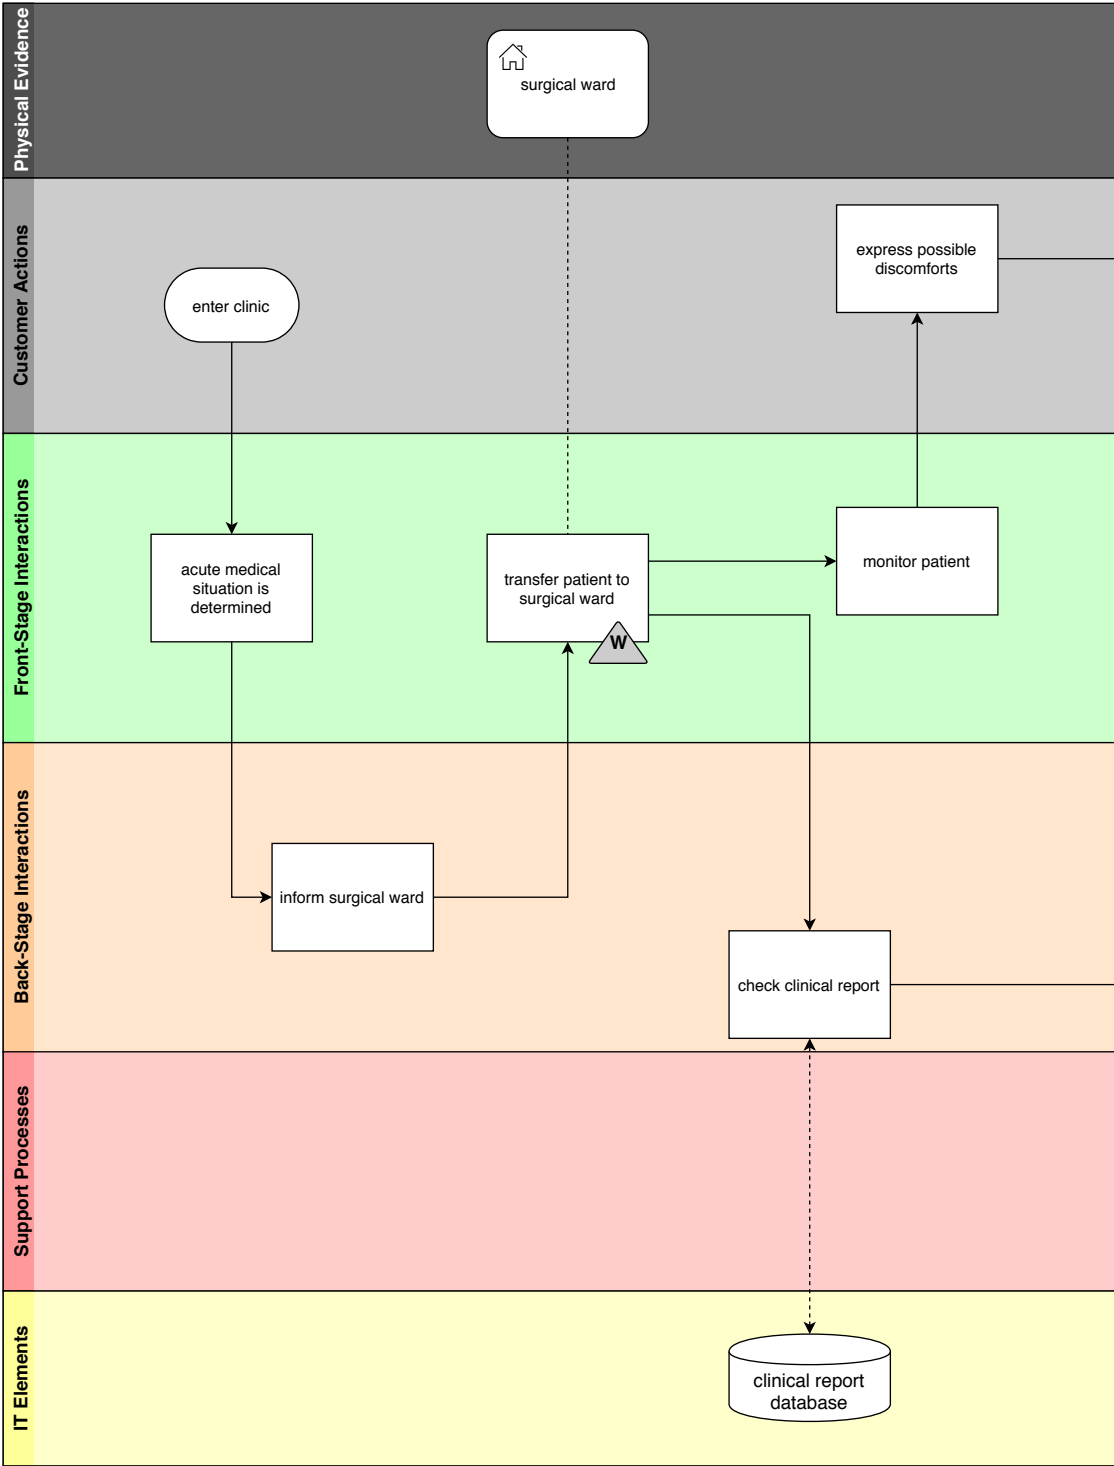 Physical Evidence
surgical ward
Customer Actions
enter clinic
express possible
discomforts
Front-Stage Interactions
acute medical
situation is
determined
transfer patient to
surgical ward
W
monitor patient
Back-Stage Interactions
inform surgical ward
check clinical report
Support Processes
IT Elements
clinical report
database